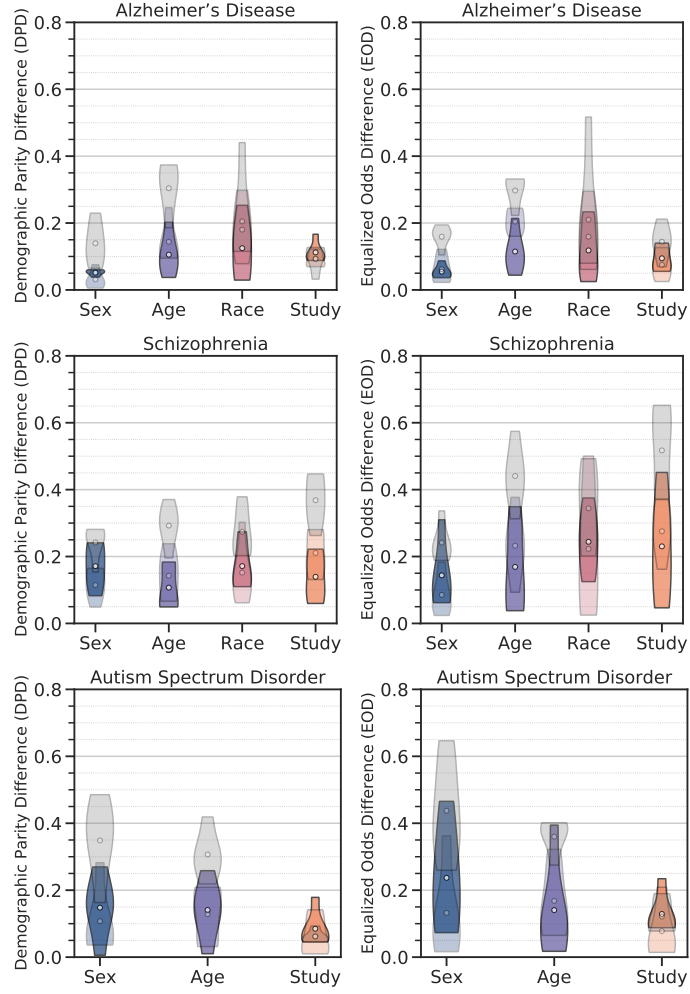 Alzheimer’s Disease
Demographic Parity Difference (DPD)
0.8
0.6
0.4
0.2
0.0
Sex Age Race Study
Alzheimer’s Disease
Equalized Odds Difference (EOD)
0.8
0.6
0.4
0.2
0.0
Sex Age Race Study
Schizophrenia
Demographic Parity Difference (DPD)
0.8
0.6
0.4
0.2
0.0
Sex Age Race Study
Schizophrenia
Equalized Odds Difference (EOD)
0.8
0.6
0.4
0.2
0.0
Sex Age Race Study
Autism Spectrum Disorder
Demographic Parity Difference (DPD)
0.8
0.6
0.4
0.2
0.0
Sex Age Study
Autism Spectrum Disorder
Equalized Odds Difference (EOD)
0.8
0.6
0.4
0.2
0.0
Sex Age Study